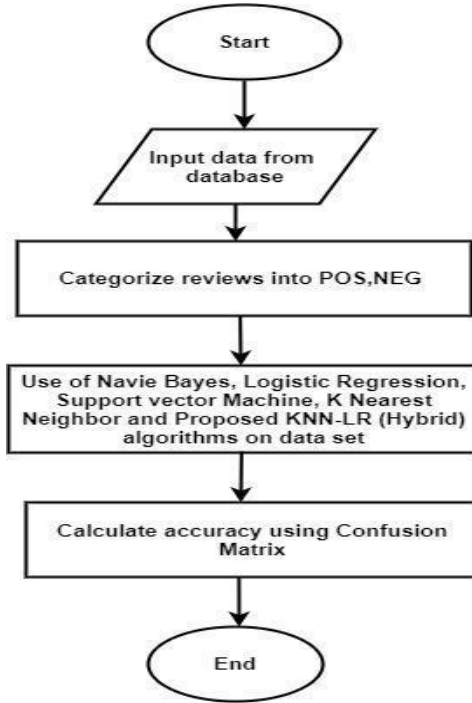 Start
Input data from
database
Categorize reviews into POS,NEG
Use of Navie Bayes, Logistic Regression,
Support vector Machine, K Nearest
Neighbor and Proposed KNN-LR (Hybrid)
algorithms on data set
Calculate accuracy using Confusion
Matrix
End